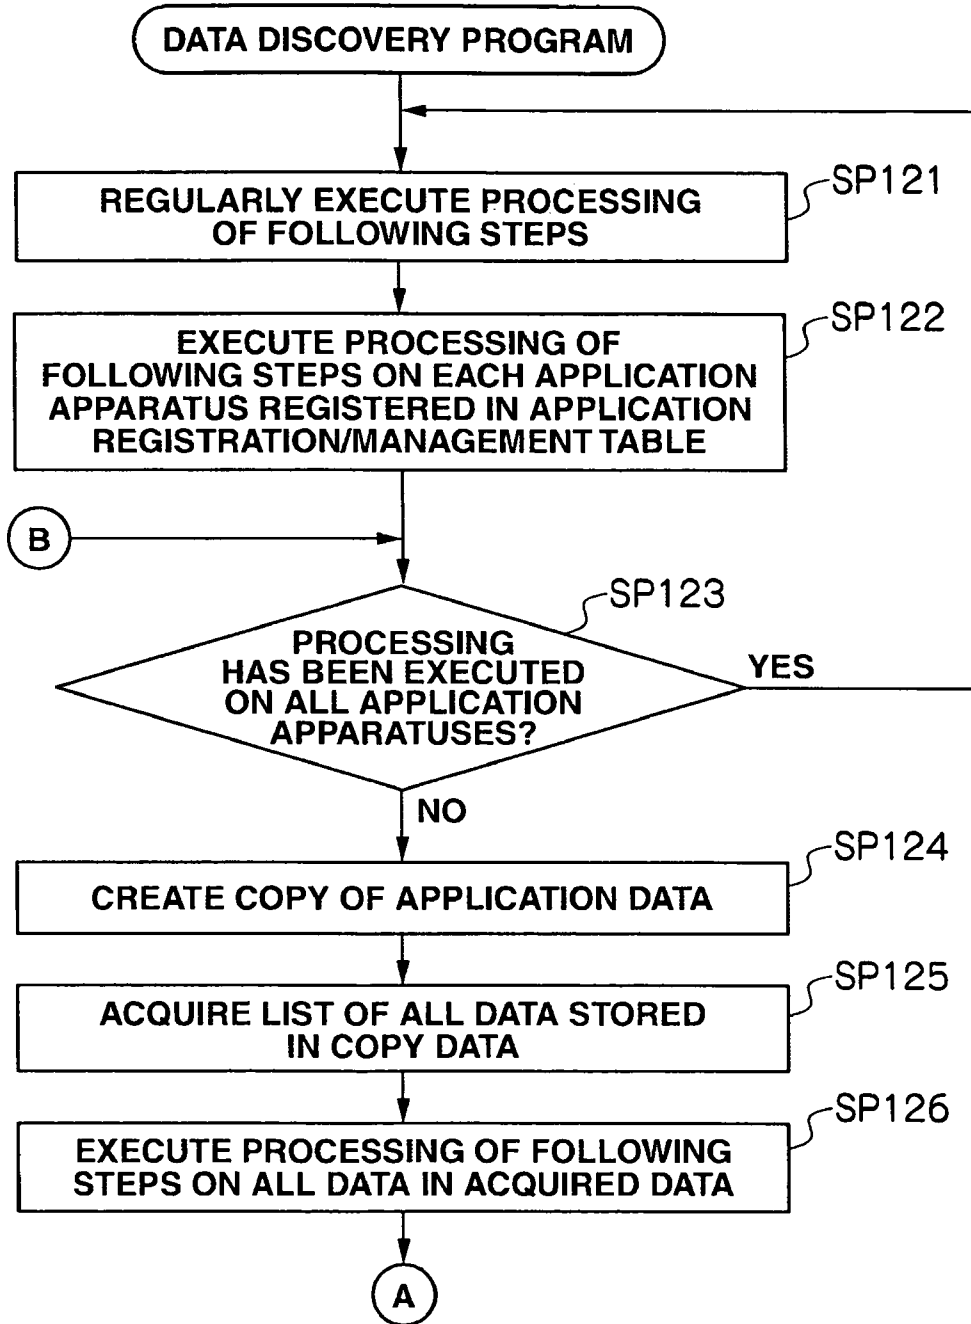 DATA DISCOVERY PROGRAM
SP121
REGULARLY EXECUTE PROCESSING
OF FOLLOWING STEPS
SP122
EXECUTE PROCESSING OF
FOLLOWING STEPS ON EACH APPLICATION
APPARATUS REGISTERED IN APPLICATION
REGISTRATION/MANAGEMENT TABLE
B
SP123
PROCESSING
HAS BEEN EXECUTED
ON ALL APPLICATION
APPARATUSES?
YES
NO
SP124
CREATE COPY OF APPLICATION DATA
SP125
ACQUIRE LIST OF ALL DATA STORED
IN COPY DATA
SP126
EXECUTE PROCESSING OF FOLLOWING
STEPS ON ALL DATA IN ACQUIRED DATA
A